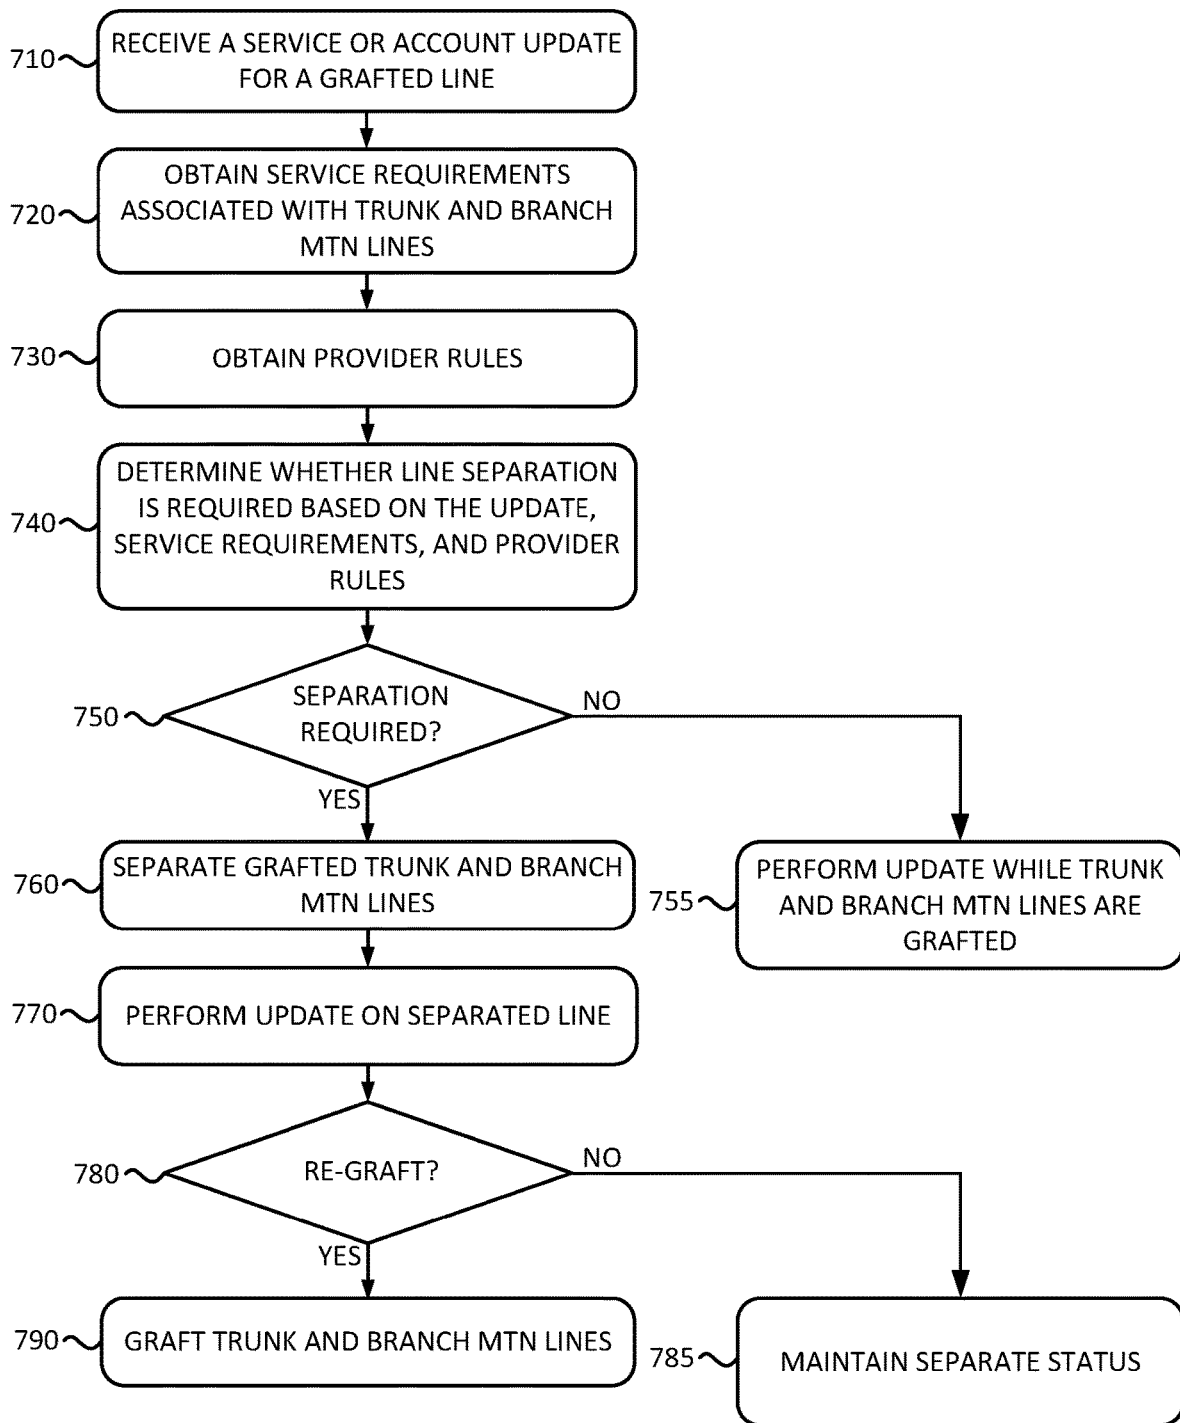 710
RECEIVE A SERVICE OR ACCOUNT UPDATE
FOR A GRAFTED LINE
720
OBTAIN SERVICE REQUIREMENTS
ASSOCIATED WITH TRUNK AND BRANCH
MTN LINES
730
OBTAIN PROVIDER RULES
740
DETERMINE WHETHER LINE SEPARATION
IS REQUIRED BASED ON THE UPDATE,
SERVICE REQUIREMENTS, AND PROVIDER
RULES
750
SEPARATION
REQUIRED?
NO
YES
760
SEPARATE GRAFTED TRUNK AND BRANCH
MTN LINES
755
PERFORM UPDATE WHILE TRUNK
AND BRANCH MTN LINES ARE
GRAFTED
770
PERFORM UPDATE ON SEPARATED LINE
780
RE-GRAFT?
NO
YES
790
GRAFT TRUNK AND BRANCH MTN LINES
785
MAINTAIN SEPARATE STATUS